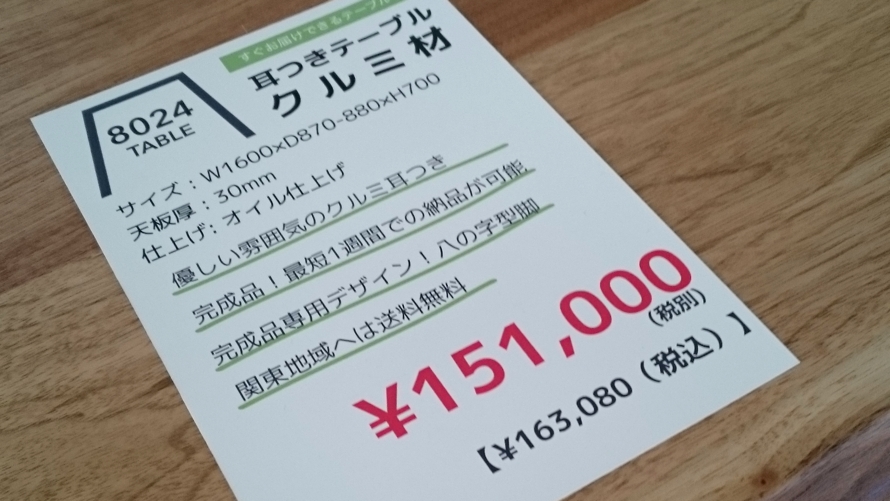 すぐお届けできるテーブル
耳つきテーブル
クルミ材
8024
TABLE
サイズ：W1600×D870-880×H700
天板厚：30mm
仕上げ：オイル仕上げ
優しい雰囲気のクルミ耳つき
完成品！最短1週間での納品が可能
完成品専用デザイン！八の字型脚
関東地域へは送料無料
¥151,000
（税別）
【¥163,080（税込）】